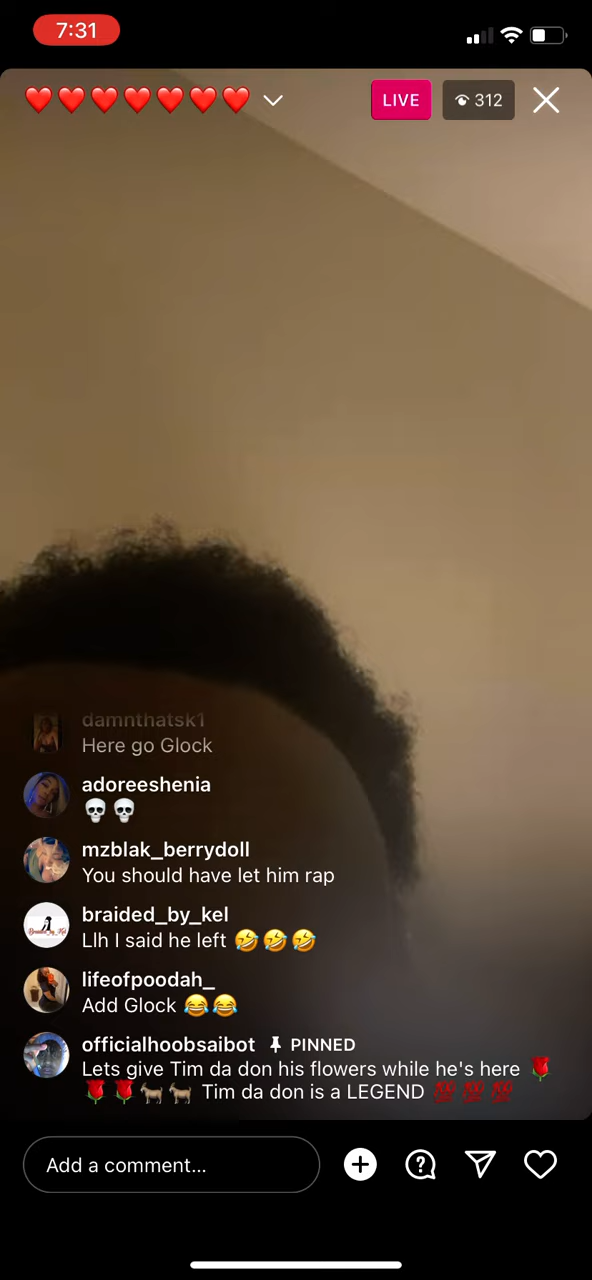 7:31
❤️❤️❤️❤️❤️❤️❤️
LIVE
312
damnthatsk1
Here go Glock
adoreeshenia
💀💀
mzblak_berrydoll
You should have let him rap
braided_by_kel
Llh I said he left 🤣🤣🤣
lifeofpoodah_
Add Glock 😂😂
officialhoobsaibot PINNED
Lets give Tim da don his flowers while he's here 🌹
🌹🌹🐐🐐 Tim da don is a LEGEND 💯💯💯
Add a comment...